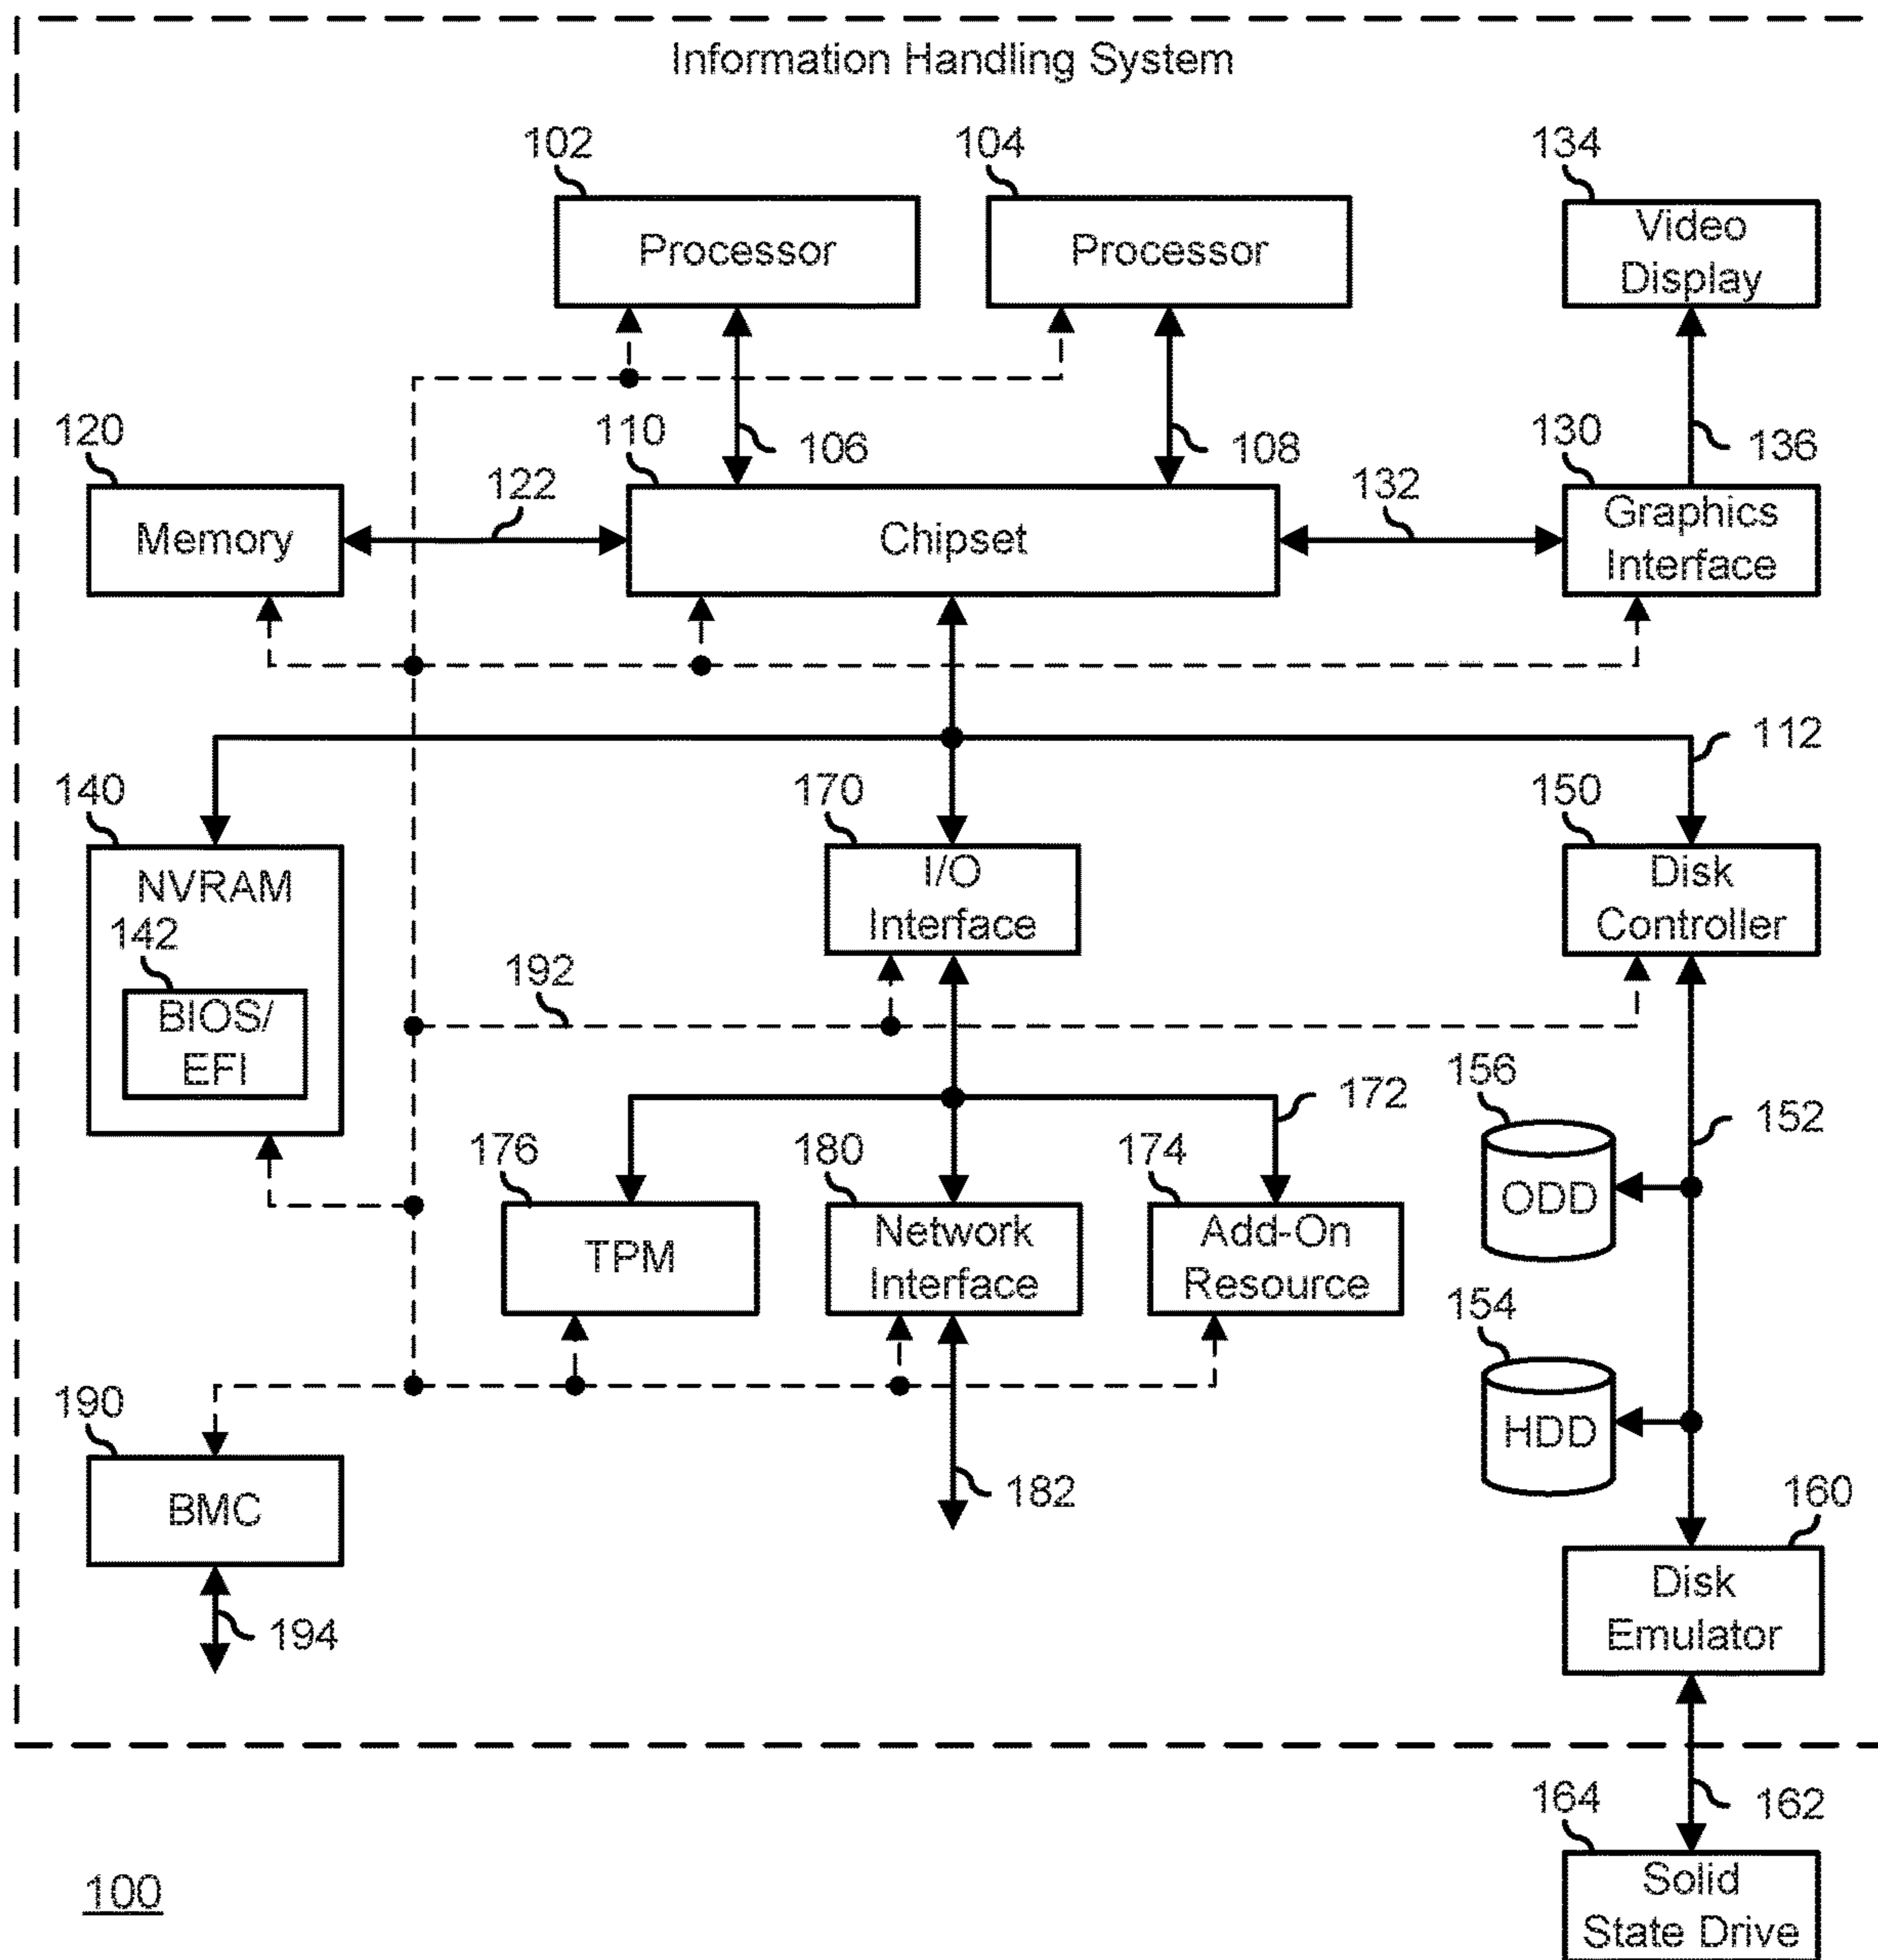 Information Handling System
102
104
134
Processor
Processor
Video
Display
120
110
106
108
130
136
122
132
Memory
Chipset
Graphics
Interface
112
140
170
150
NVRAM
I/O
Interface
Disk
Controller
142
BIOS/
EFI
192
156
172
152
176
180
174
ODD
TPM
Network
Interface
Add-On
Resource
154
HDD
190
BMC
182
160
Disk
Emulator
194
164
162
100
Solid
State Drive